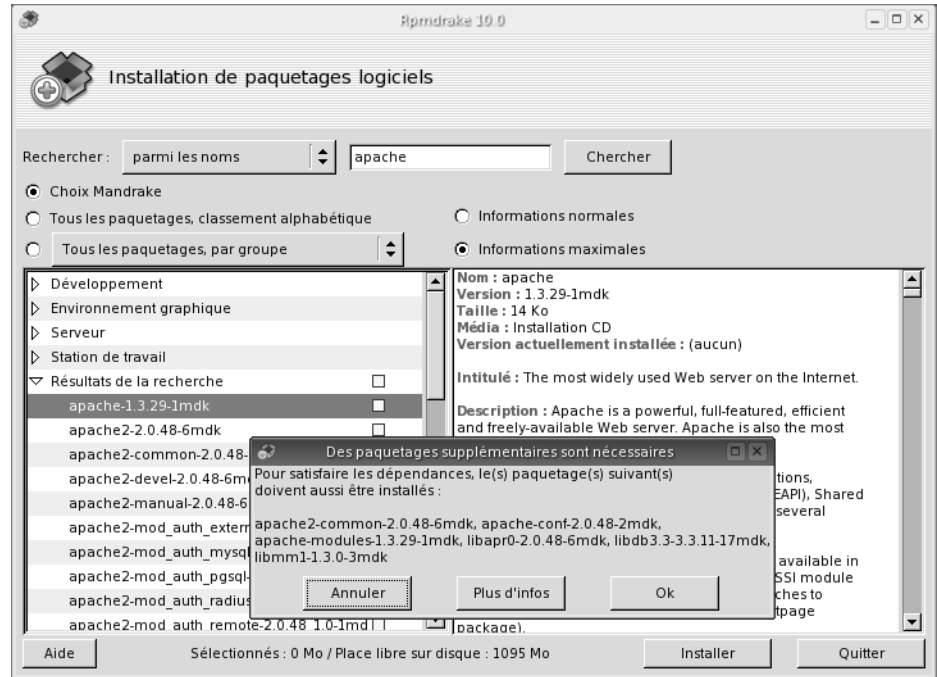 Rpmdrake 10.0
Installation de paquetages logiciels
Rechercher : parmi les noms apache Chercher
Choix Mandrake
Tous les paquetages, classement alphabétique
Tous les paquetages, par groupe
Informations normales
Informations maximales
Développement
Environnement graphique
Serveur
Station de travail
Résultats de la recherche
apache-1.3.29-1mdk
apache2-2.0.48-6mdk
apache2-common-2.0.48-
apache2-devel-2.0.48-6m
apache2-manual-2.0.48-6
apache2-mod_auth_extern
apache2-mod_auth_mysql
apache2-mod_auth_pgsql-
apache2-mod_auth_radius
apache2-mod_auth_remote-2.0.48_1.0-1md
Nom : apache
Version : 1.3.29-1mdk
Taille : 14 Ko
Média : Installation CD
Version actuellement installée : (aucun)
Intitulé : The most widely used Web server on the Internet.
Description : Apache is a powerful, full-featured, efficient
and freely-available Web server. Apache is also the most
tions,
EAPI), Shared
several
available in
SSI module
ches to
tpage
package).
Des paquetages supplémentaires sont nécessaires
Pour satisfaire les dépendances, le(s) paquetage(s) suivant(s)
doivent aussi être installés :
apache2-common-2.0.48-6mdk, apache-conf-2.0.48-2mdk,
apache-modules-1.3.29-1mdk, libapr0-2.0.48-6mdk, libdb3.3-3.3.11-17mdk,
libmm1-1.3.0-3mdk
Annuler Plus d'infos Ok
Aide Sélectionnés : 0 Mo / Place libre sur disque : 1095 Mo Installer Quitter